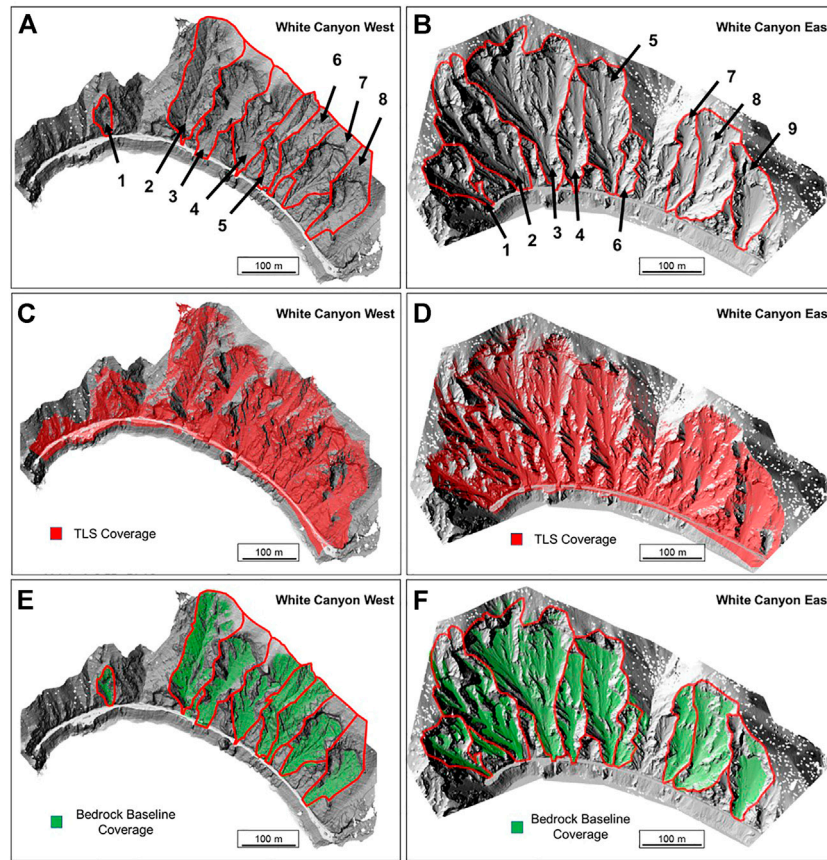 A
White Canyon West
6
7
8
1
2
3
4
5
100 m
B
White Canyon Eas
5
7
8
9
1
2
3
4
6
100 m
C
White Canyon West
TLS Coverage
100 m
D
White Canyon Eas
TLS Coverage
100 m
E
White Canyon West
Bedrock Baseline
Coverage
100 m
F
White Canyon Eas
Bedrock Baseline
Coverage
100 m